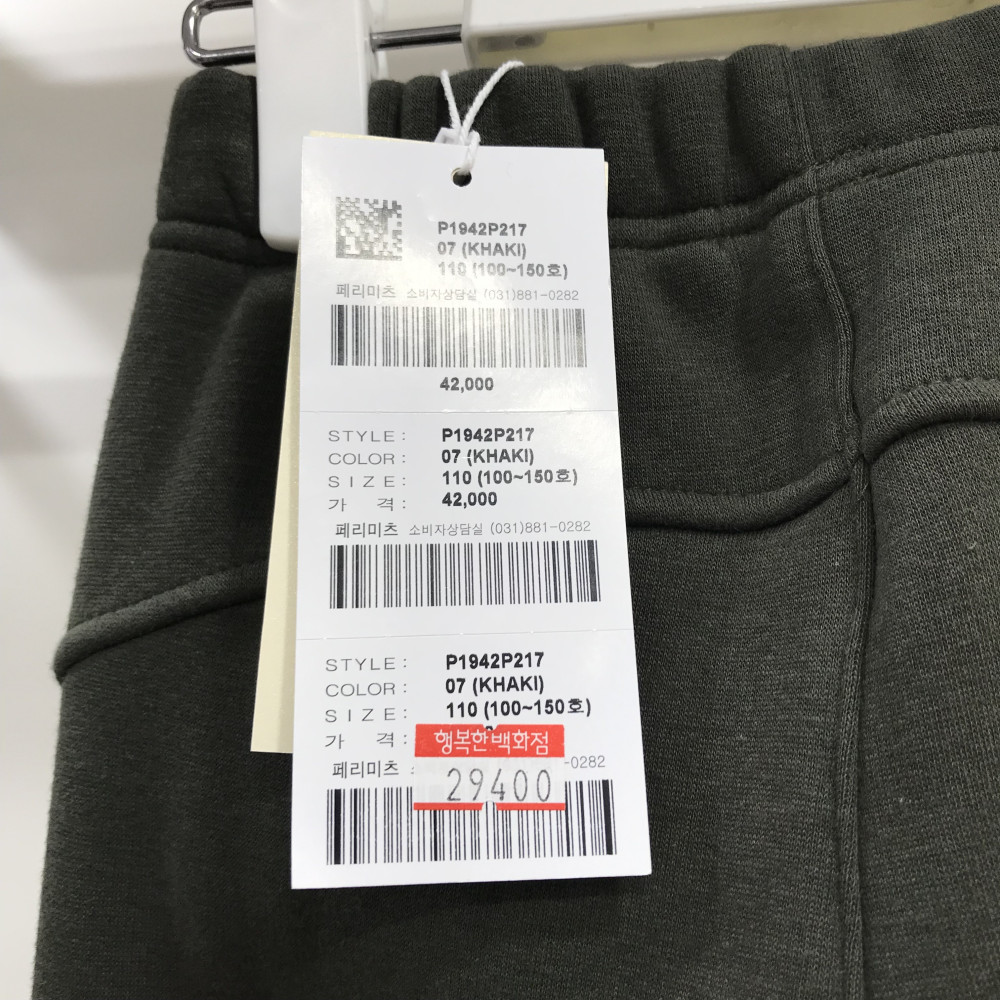 P1942P217
07 (KHAKI)
110 (100~150호)
페리미츠 소비자상담실 (031)881-0282
42,000
STYLE : P1942P217
COLOR : 07 (KHAKI)
SIZE : 110 (100~150호)
가 격 : 42,000
페리미츠 소비자상담실 (031)881-0282
STYLE : P1942P217
COLOR : 07 (KHAKI)
SIZE : 110 (100~150호)
가 격 : 행복한백화점
페리미츠 -0282
29400